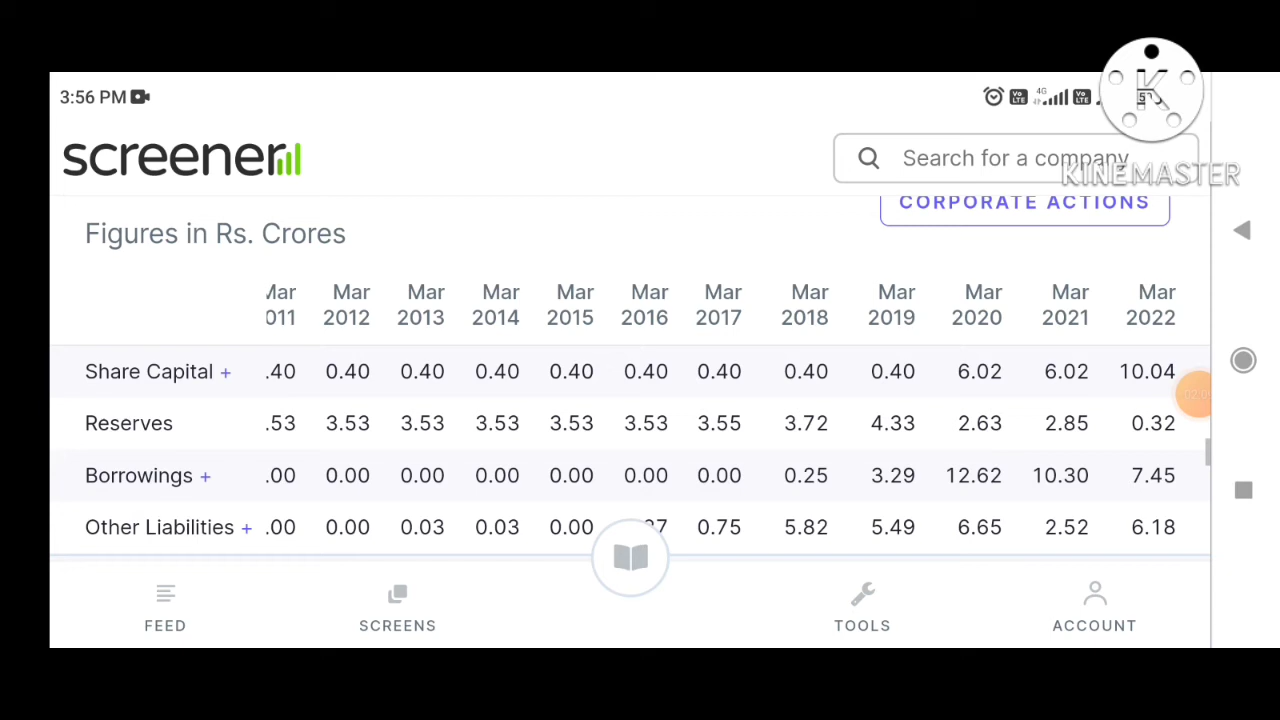 3:56 PM
screener
Search for a company
KINEMASTER
CORPORATE ACTIONS
Figures in Rs. Crores
Mar Mar Mar Mar Mar Mar Mar Mar Mar Mar Mar
2012 2013 2014 2015 2016 2017 2018 2019 2020 2021 2022
Share Capital + .40 0.40 0.40 0.40 0.40 0.40 0.40 0.40 0.40 6.02 6.02 10.04
Reserves .53 3.53 3.53 3.53 3.53 3.53 3.55 3.72 4.33 2.63 2.85 0.32
Borrowings + .00 0.00 0.00 0.00 0.00 0.00 0.00 0.25 3.29 12.62 10.30 7.45
Other Liabilities + .00 0.00 0.03 0.03 0.00 0.75 5.82 5.49 6.65 2.52 6.18
FEED SCREENS TOOLS ACCOUNT